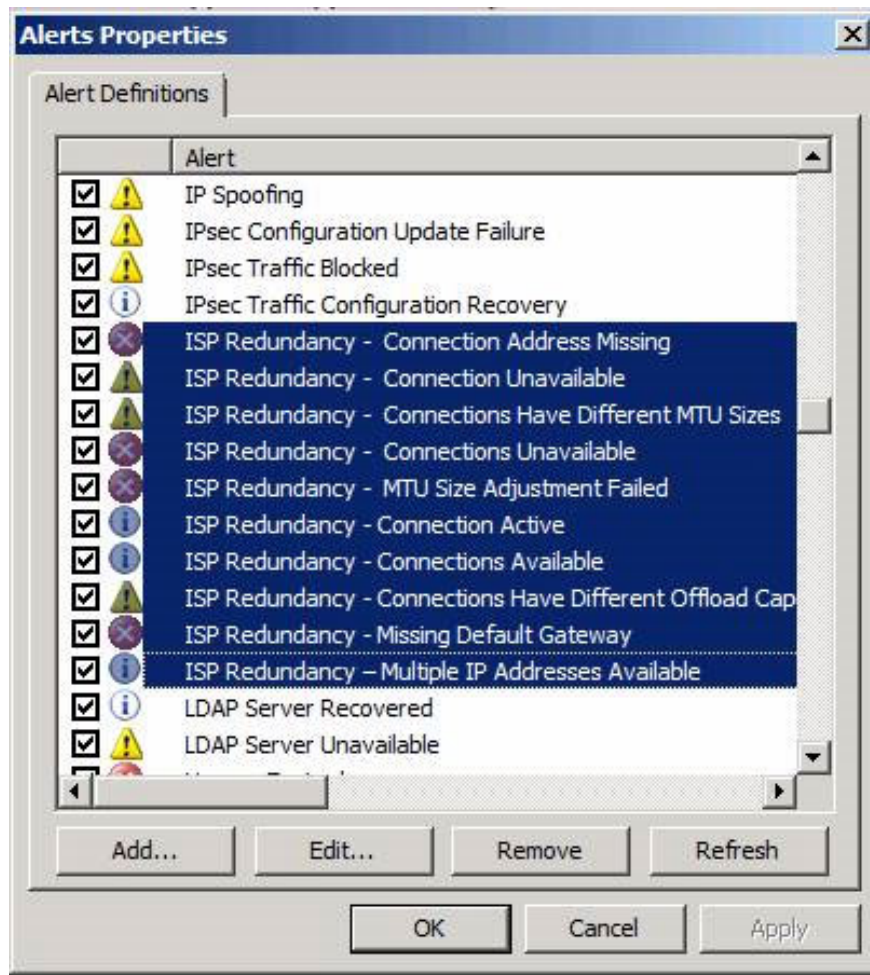 Alerts Properties
Alert Definitions
Alert
IP Spoofing
IPsec Configuration Update Failure
IPsec Traffic Blocked
IPsec Traffic Configuration Recovery
ISP Redundancy - Connection Address Missing
ISP Redundancy - Connection Unavailable
ISP Redundancy - Connections Have Different MTU Sizes
ISP Redundancy - Connections Unavailable
ISP Redundancy - MTU Size Adjustment Failed
ISP Redundancy - Connection Active
ISP Redundancy - Connections Available
ISP Redundancy - Connections Have Different Offload Cap
ISP Redundancy - Missing Default Gateway
ISP Redundancy – Multiple IP Addresses Available
LDAP Server Recovered
LDAP Server Unavailable
Add... Edit... Remove Refresh
OK Cancel Apply